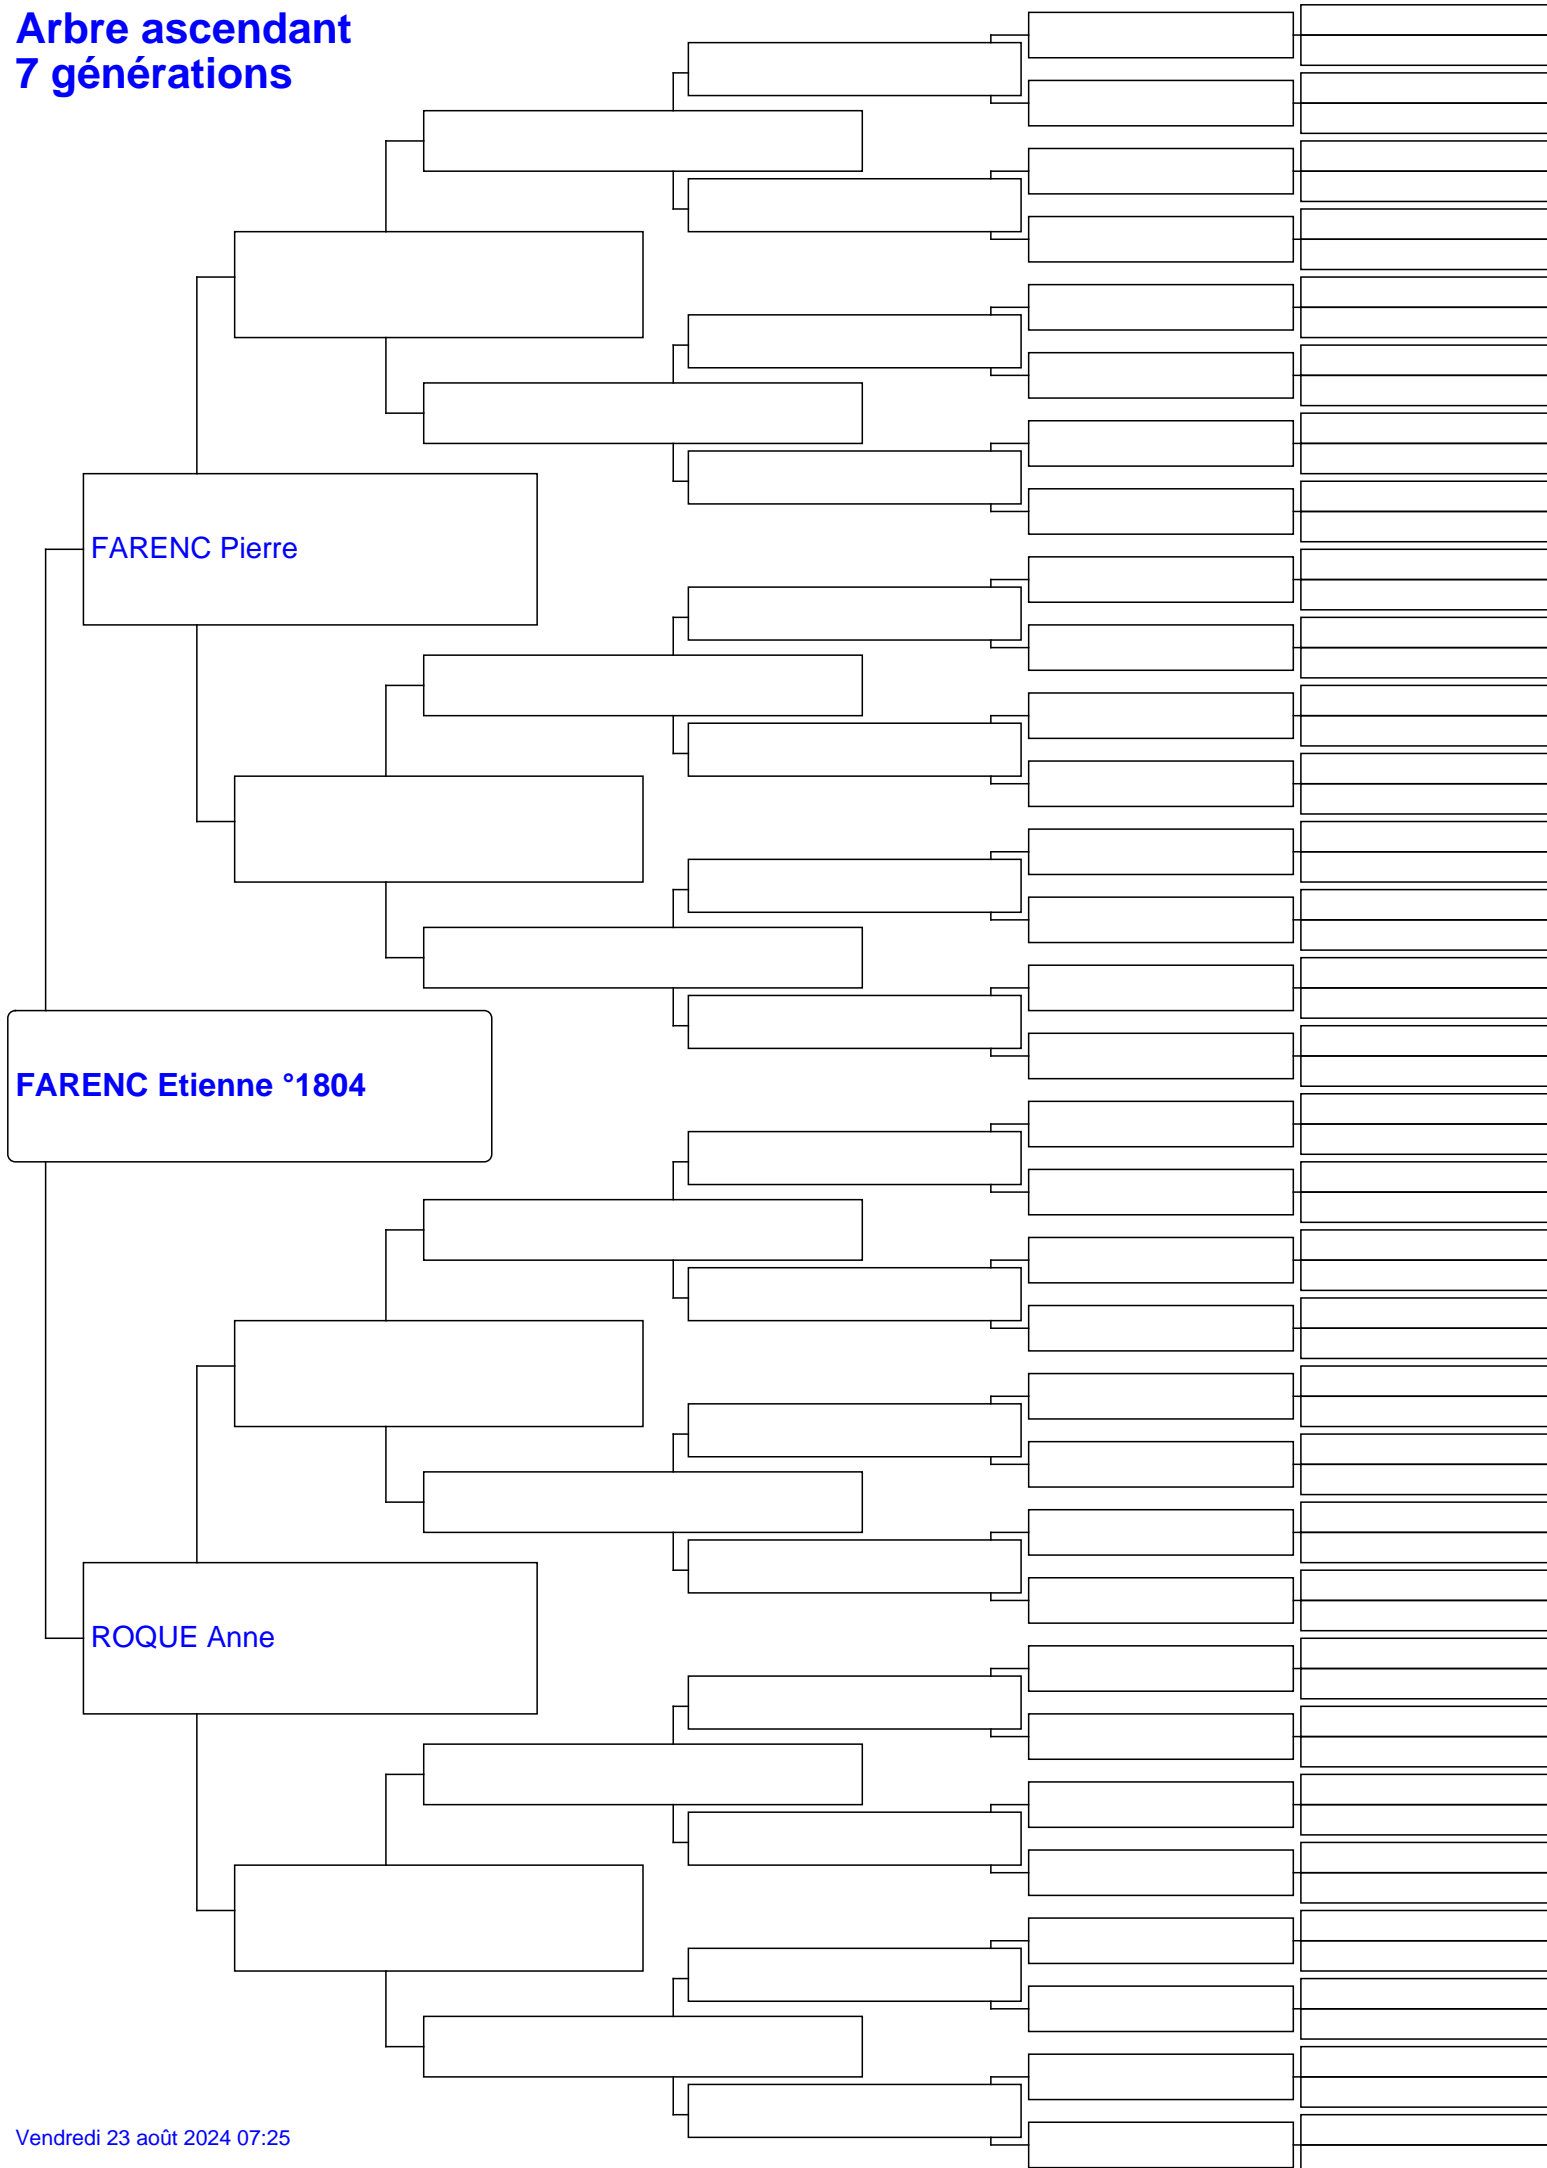 Arbre ascendant
7 générations
FARENC Pierre
FARENC Etienne °1804
ROQUE Anne
Vendredi 23 août 2024 07:25